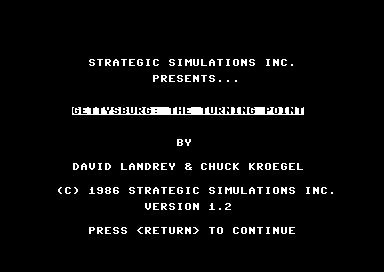 STRATEGIC SIMULATIONS INC.
PRESENTS...
GETTYSBURG: THE TURNING POINT
BY
DAVID LANDREY & CHUCK KROEGEL
(C) 1986 STRATEGIC SIMULATIONS INC.
VERSION 1.2
PRESS <RETURN> TO CONTINUE